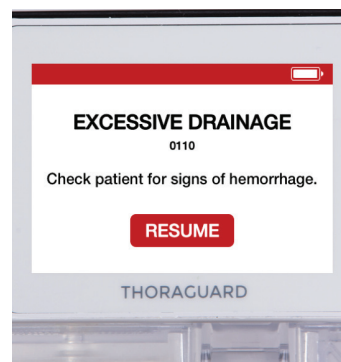 EXCESSIVE DRAINAGE
0110
Check patient for signs of hemorrhage.
RESUME
THORAGUARD